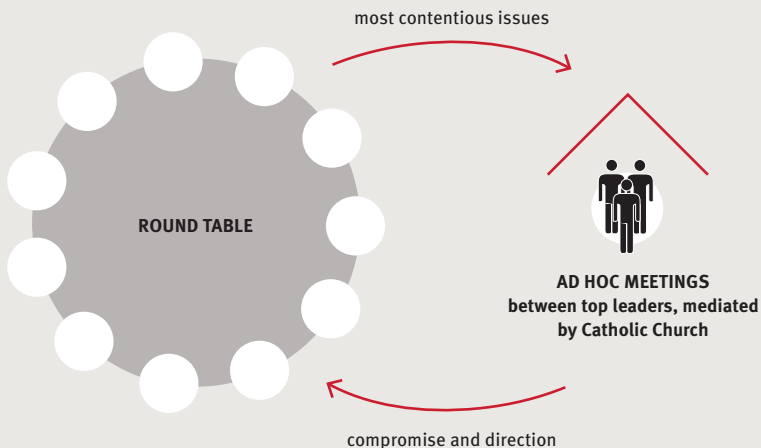 most contentious issues
ROUND TABLE
AD HOC MEETINGS
between top leaders, mediated
by Catholic Church
compromise and direction